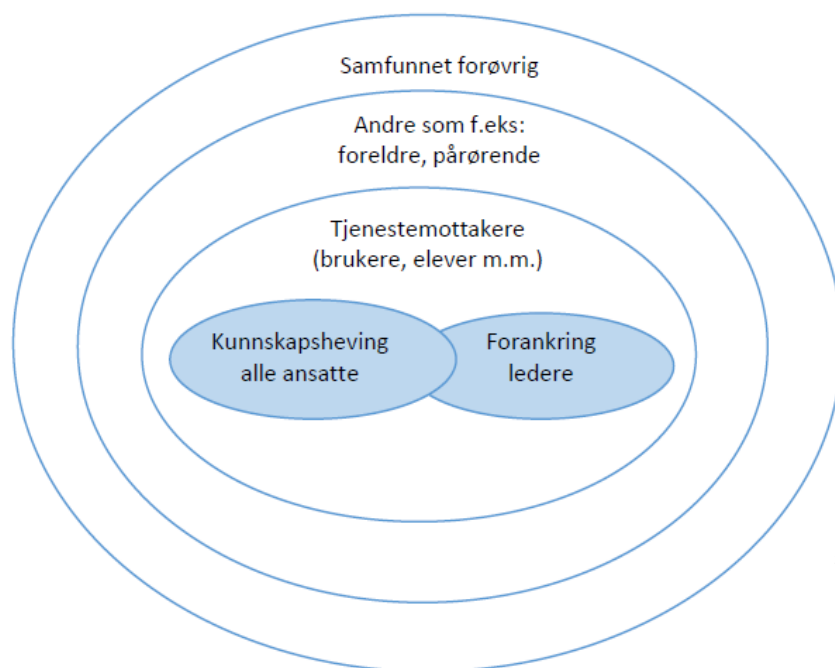 Samfunnet forøvrig
Andre som f.eks:
foreldre, pårørende
Tjenestemottakere
(brukere, elever m.m.)
Kunnskapsheving
alle ansatte
Forankring
ledere